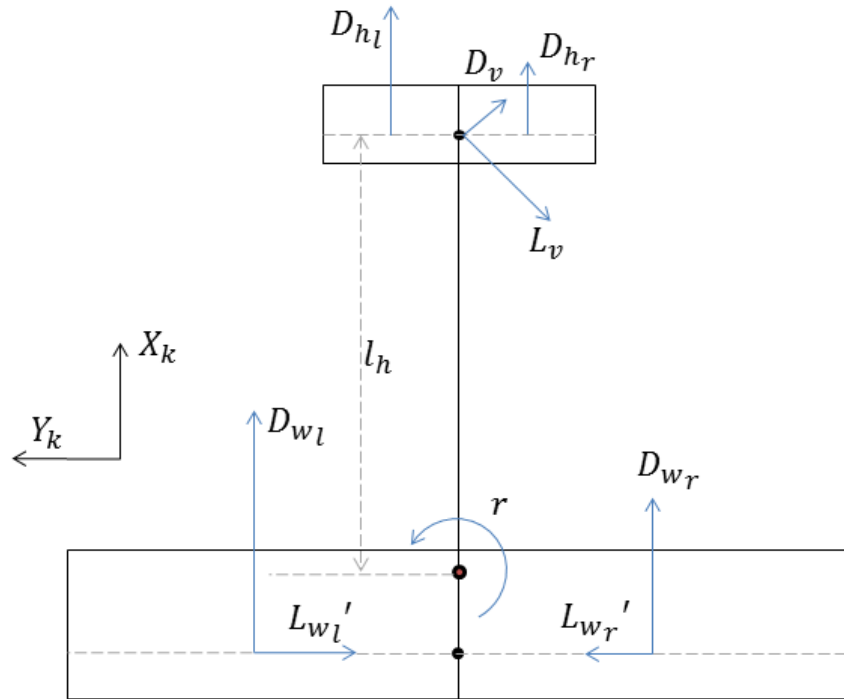 D_{h_l}
D_v
D_{h_r}
L_v
X_k
l_h
Y_k
D_{w_l}
D_{w_r}
r
L_{w_l}'
L_{w_r}'